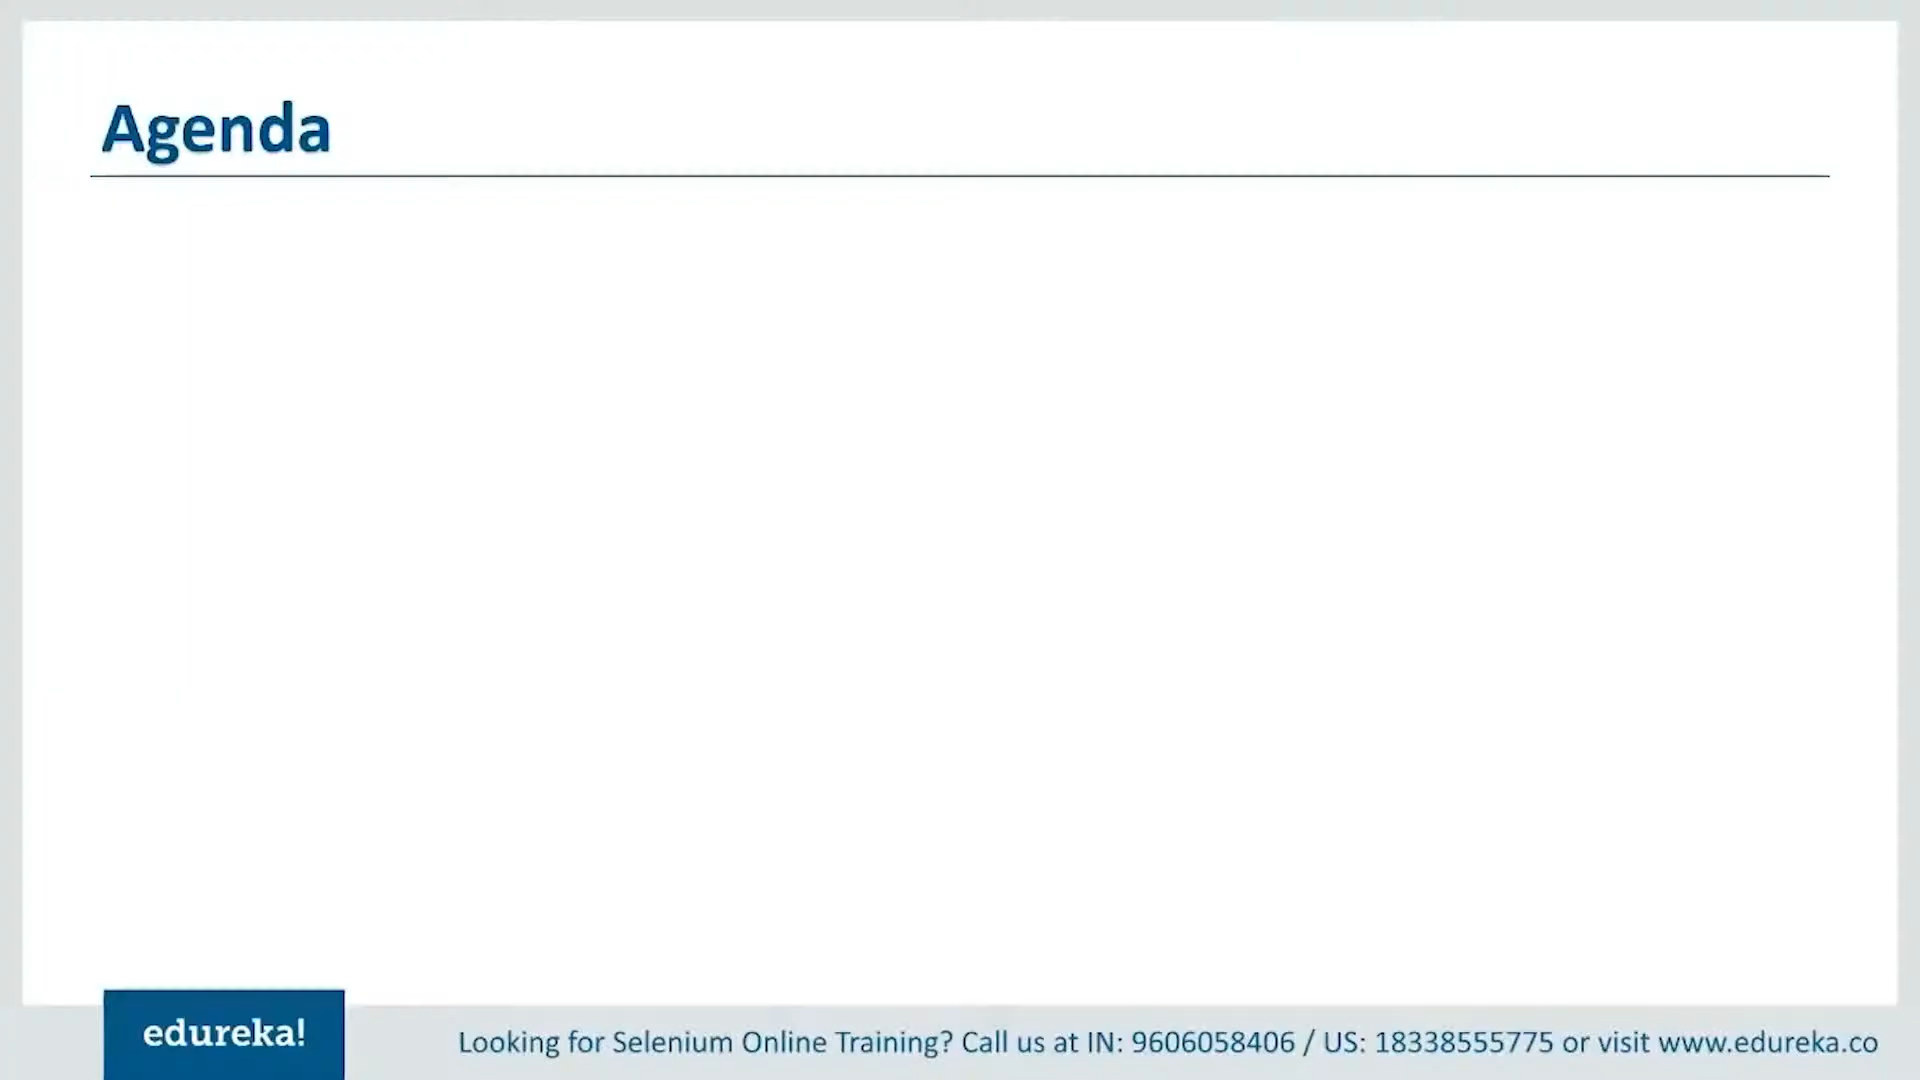 Agenda
edureka!
Looking for Selenium Online Training? Call us at IN: 9606058406 / US: 18338555775 or visit www.edureka.co